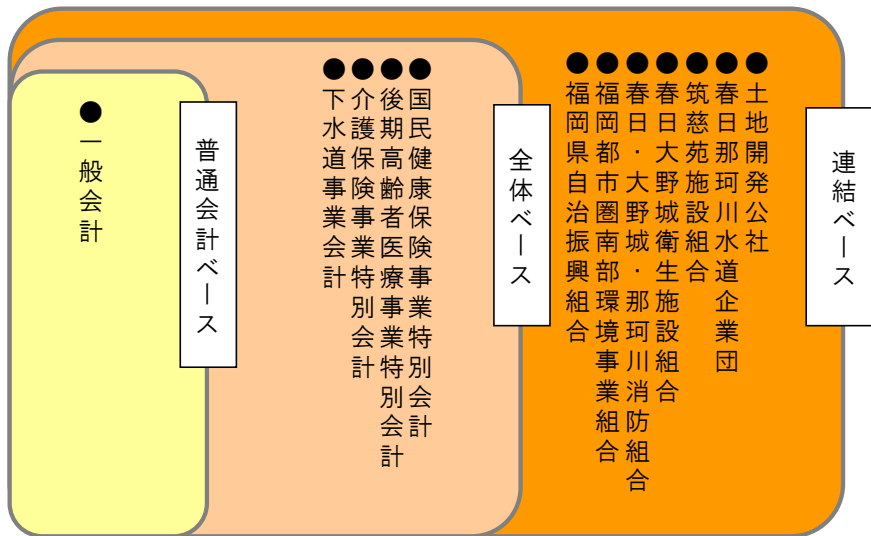 連結ベース
●土地開発公社
●春日那珂川水道企業団
●筑慈苑施設組合
●春日大野城衛生施設組合
●春日・大野城・那珂川消防組合
●福岡都市圏南部環境事業組合
●福岡県自治振興組合
全体ベース
●国民健康保険事業特別会計
●後期高齢者医療事業特別会計
●介護保険事業特別会計
●下水道事業会計
普通会計ベース
●一般会計